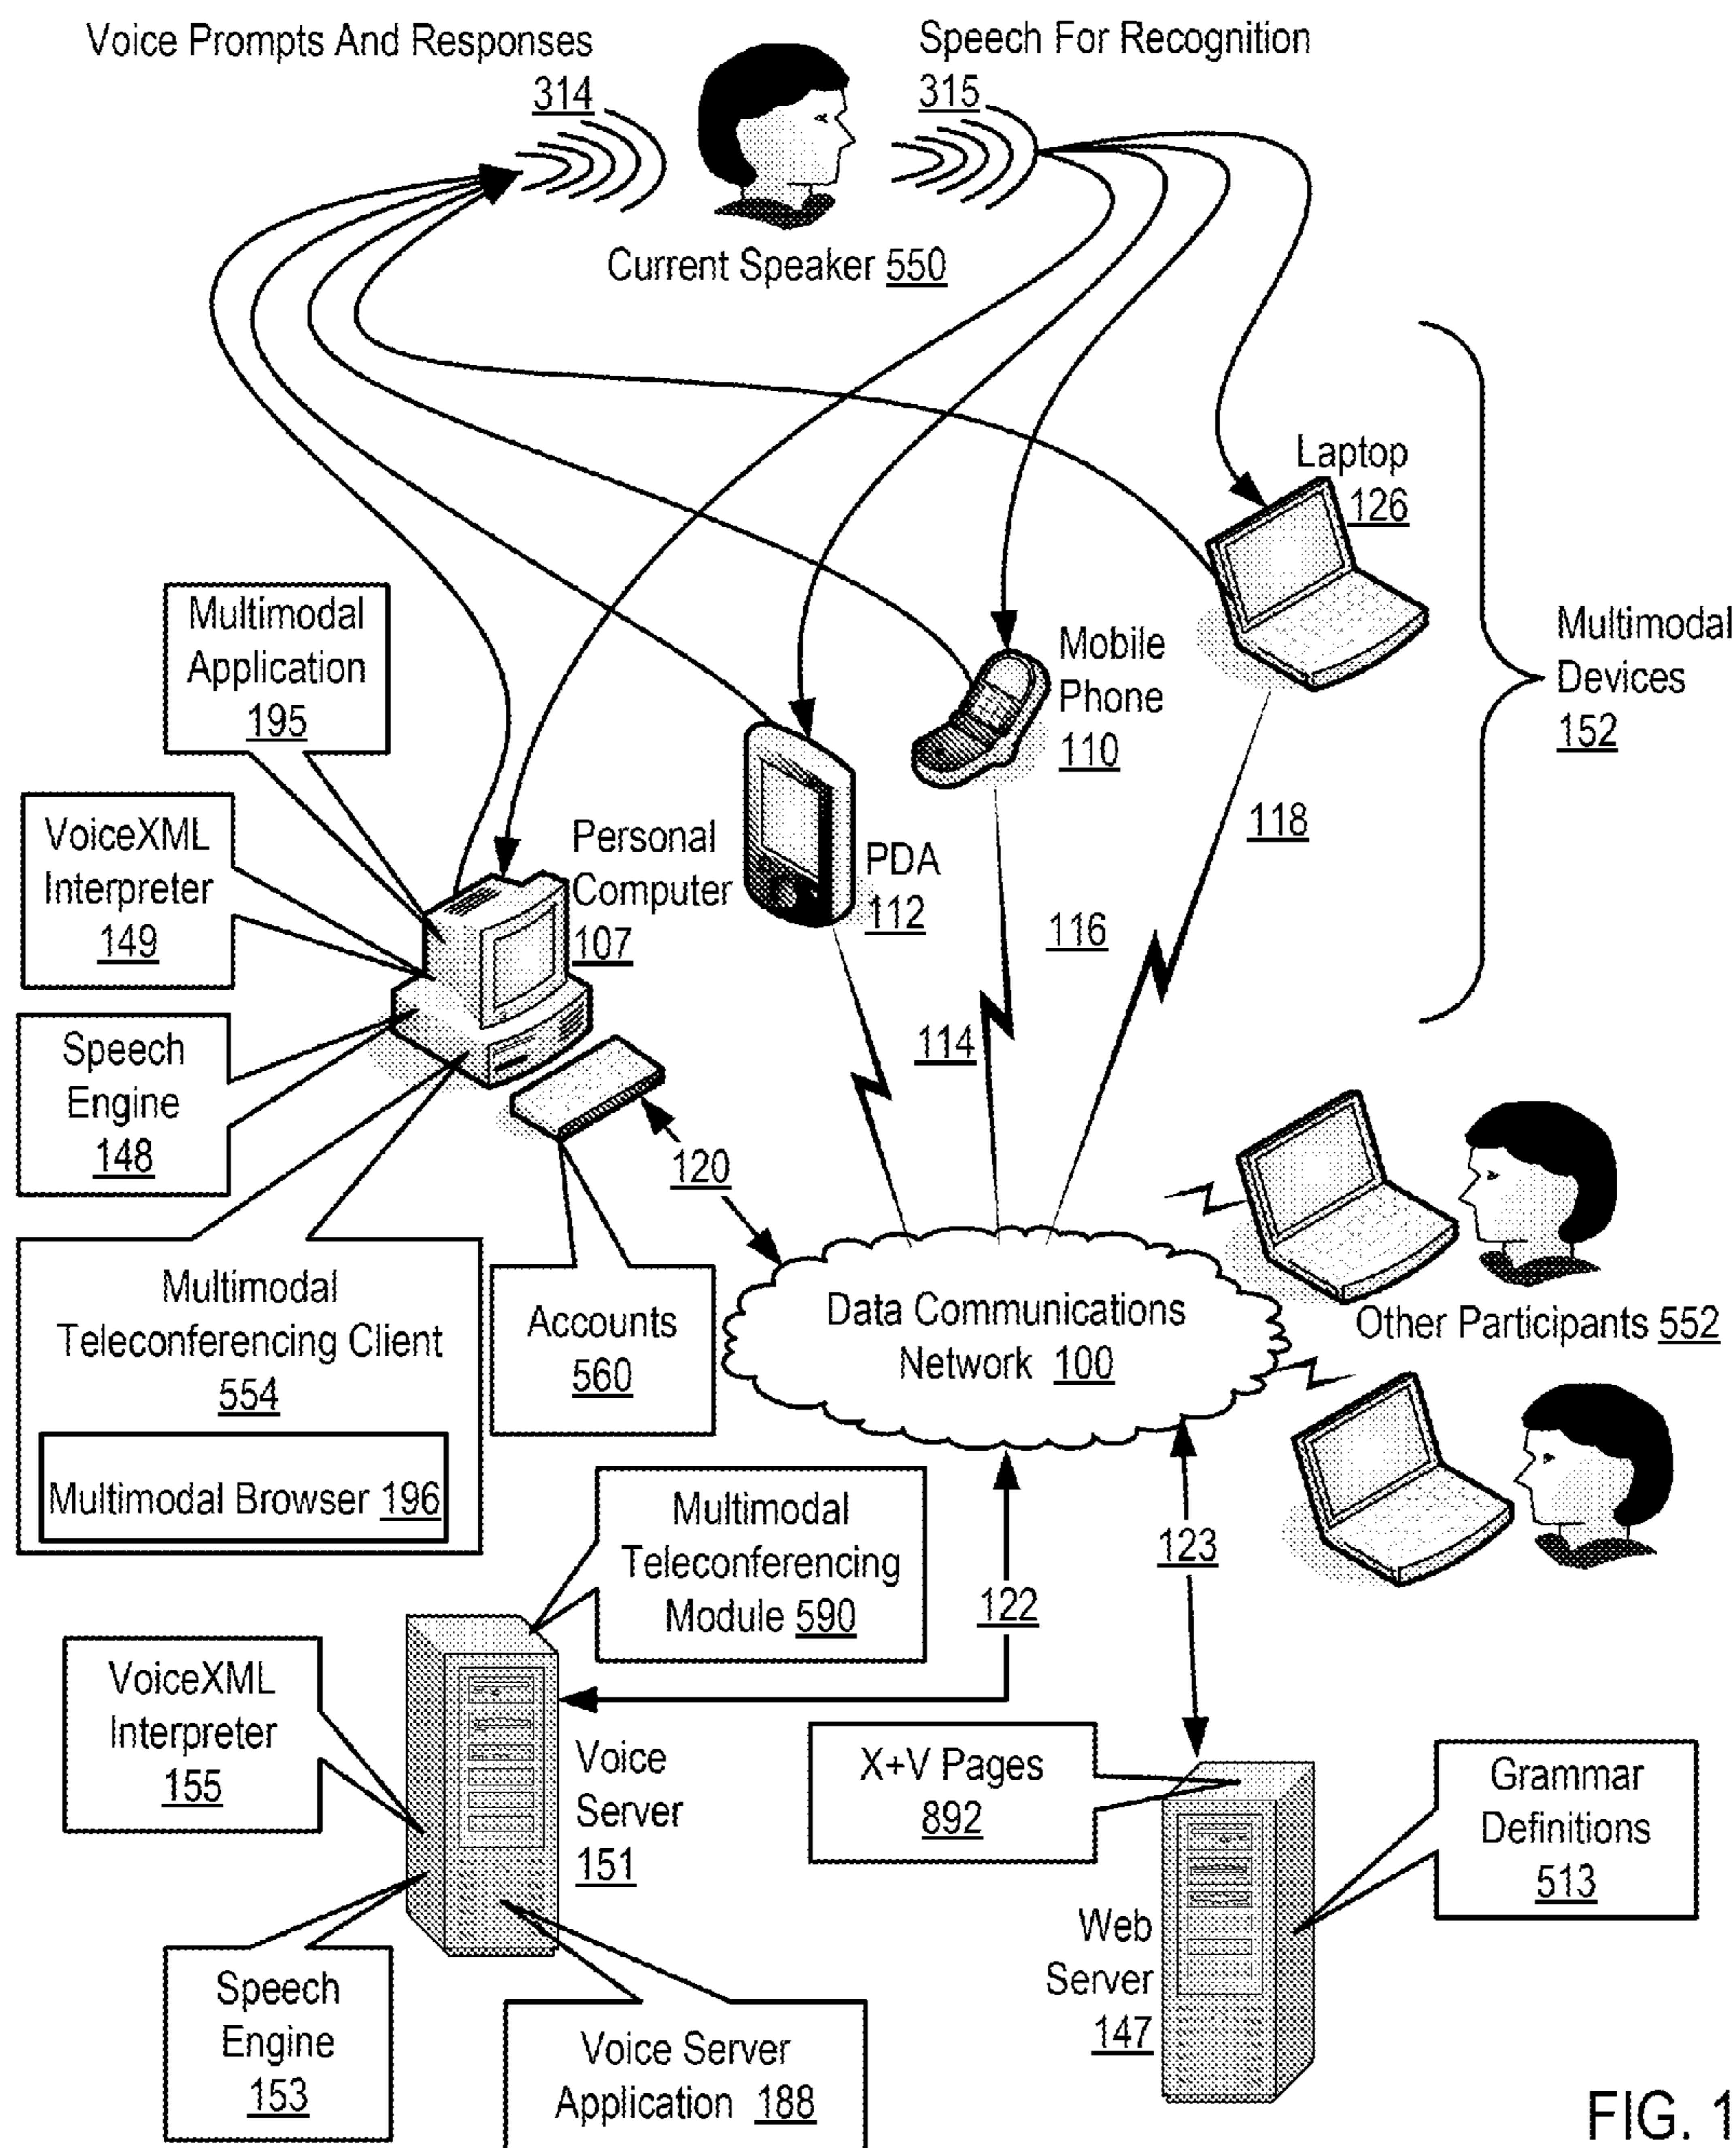 Voice Prompts And Responses
314
Speech For Recognition
315
Current Speaker 550
Laptop
126
Multimodal
Devices
152
Multimodal
Application
195
Mobile
Phone
110
VoiceXML
Interpreter
149
Personal
Computer
107
PDA
112
118
116
114
Speech
Engine
148
120
Multimodal
Teleconferencing Client
554
Multimodal Browser 196
Accounts
560
Data Communications
Network 100
Other Participants 552
Multimodal
Teleconferencing
Module 590
122
123
VoiceXML
Interpreter
155
Voice
Server
151
X+V Pages
892
Grammar
Definitions
513
Speech
Engine
153
Voice Server
Application 188
Web
Server
147
FIG. 1